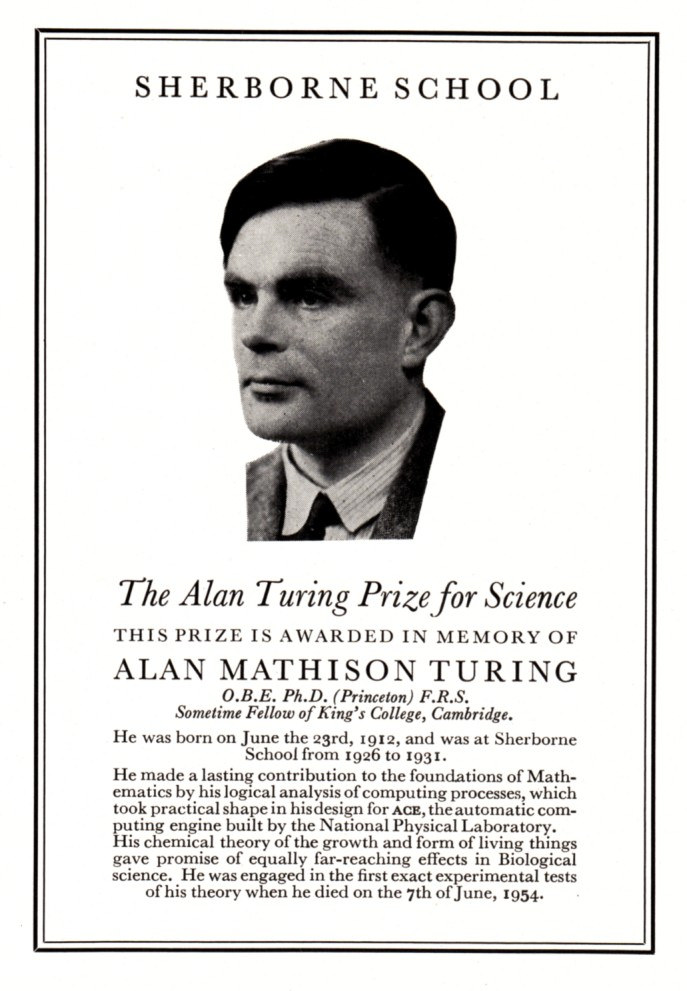 SHERBORNE SCHOOL
The Alan Turing Prize for Science
THIS PRIZE IS AWARDED IN MEMORY OF
ALAN MATHISON TURING
O.B.E. Ph.D. (Princeton) F.R.S.
Sometime Fellow of King's College, Cambridge.
He was born on June the 23rd, 1912, and was at Sherborne
School from 1926 to 1931.
He made a lasting contribution to the foundations of Math-
ematics by his logical analysis of computing processes, which
took practical shape in his design for ACE, the automatic com-
puting engine built by the National Physical Laboratory.
His chemical theory of the growth and form of living things
gave promise of equally far-reaching effects in Biological
science. He was engaged in the first exact experimental tests
of his theory when he died on the 7th of June, 1954.